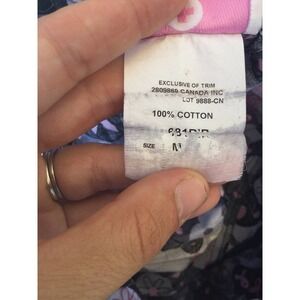 EXCLUSIVE OF TRIM
2809869 CANADA INC
LOT 9888-CN
100% COTTON
SIZE M